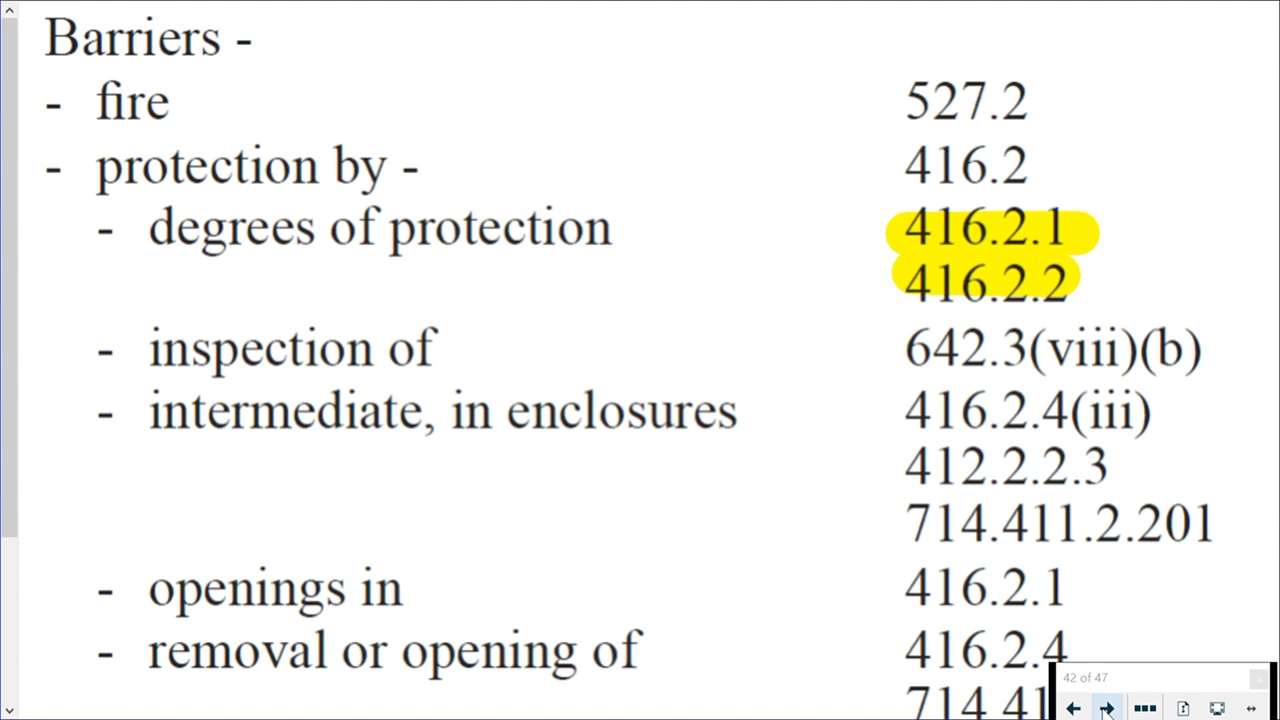 Barriers -
- fire 527.2
- protection by - 416.2
- degrees of protection 416.2.1
416.2.2
- inspection of 642.3(viii)(b)
- intermediate, in enclosures 416.2.4(iii)
412.2.2.3
714.411.2.201
- openings in 416.2.1
- removal or opening of 416.2.4
42 of 47